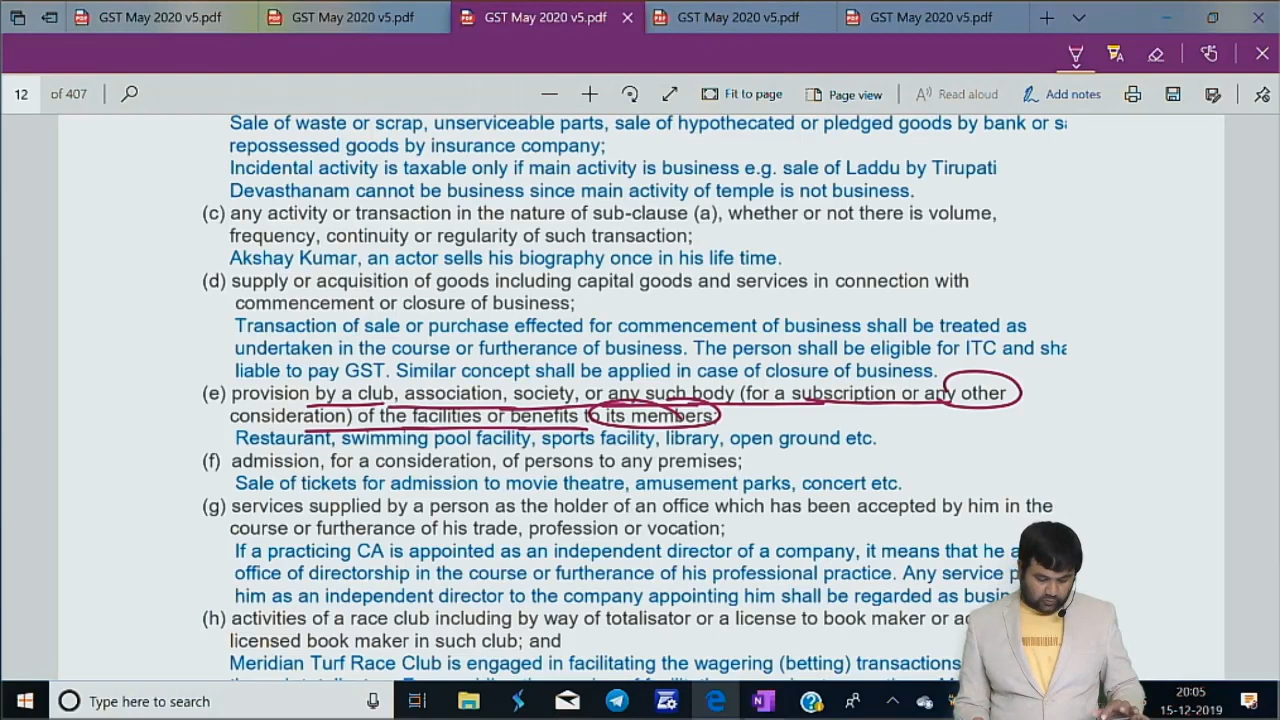 GST May 2020 v5.pdf GST May 2020 v5.pdf GST May 2020 v5.pdf GST May 2020 v5.pdf GST May 2020 v5.pdf
12 of 407 Fit to page Page view Read aloud Add notes
Sale of waste or scrap, unserviceable parts, sale of hypothecated or pledged goods by bank or
repossessed goods by insurance company;
Incidental activity is taxable only if main activity is business e.g. sale of Laddu by Tirupati
Devasthanam cannot be business since main activity of temple is not business.
(c) any activity or transaction in the nature of sub-clause (a), whether or not there is volume,
frequency, continuity or regularity of such transaction;
Akshay Kumar, an actor sells his biography once in his life time.
(d) supply or acquisition of goods including capital goods and services in connection with
commencement or closure of business;
Transaction of sale or purchase effected for commencement of business shall be treated as
undertaken in the course or furtherance of business. The person shall be eligible for ITC and
liable to pay GST. Similar concept shall be applied in case of closure of business.
(e) provision by a club, association, society, or any such body (for a subscription or any other
consideration) of the facilities or benefits to its members;
Restaurant, swimming pool facility, sports facility, library, open ground etc.
(f) admission, for a consideration, of persons to any premises;
Sale of tickets for admission to movie theatre, amusement parks, concert etc.
(g) services supplied by a person as the holder of an office which has been accepted by him in the
course or furtherance of his trade, profession or vocation;
If a practicing CA is appointed as an independent director of a company, it means that he
office of directorship in the course or furtherance of his professional practice. Any service
him as an independent director to the company appointing him shall be regarded as
(h) activities of a race club including by way of totalisator or a license to book maker or
licensed book maker in such club; and
Meridian Turf Race Club is engaged in facilitating the wagering (betting) transactions
Type here to search 20:05
15-12-2019